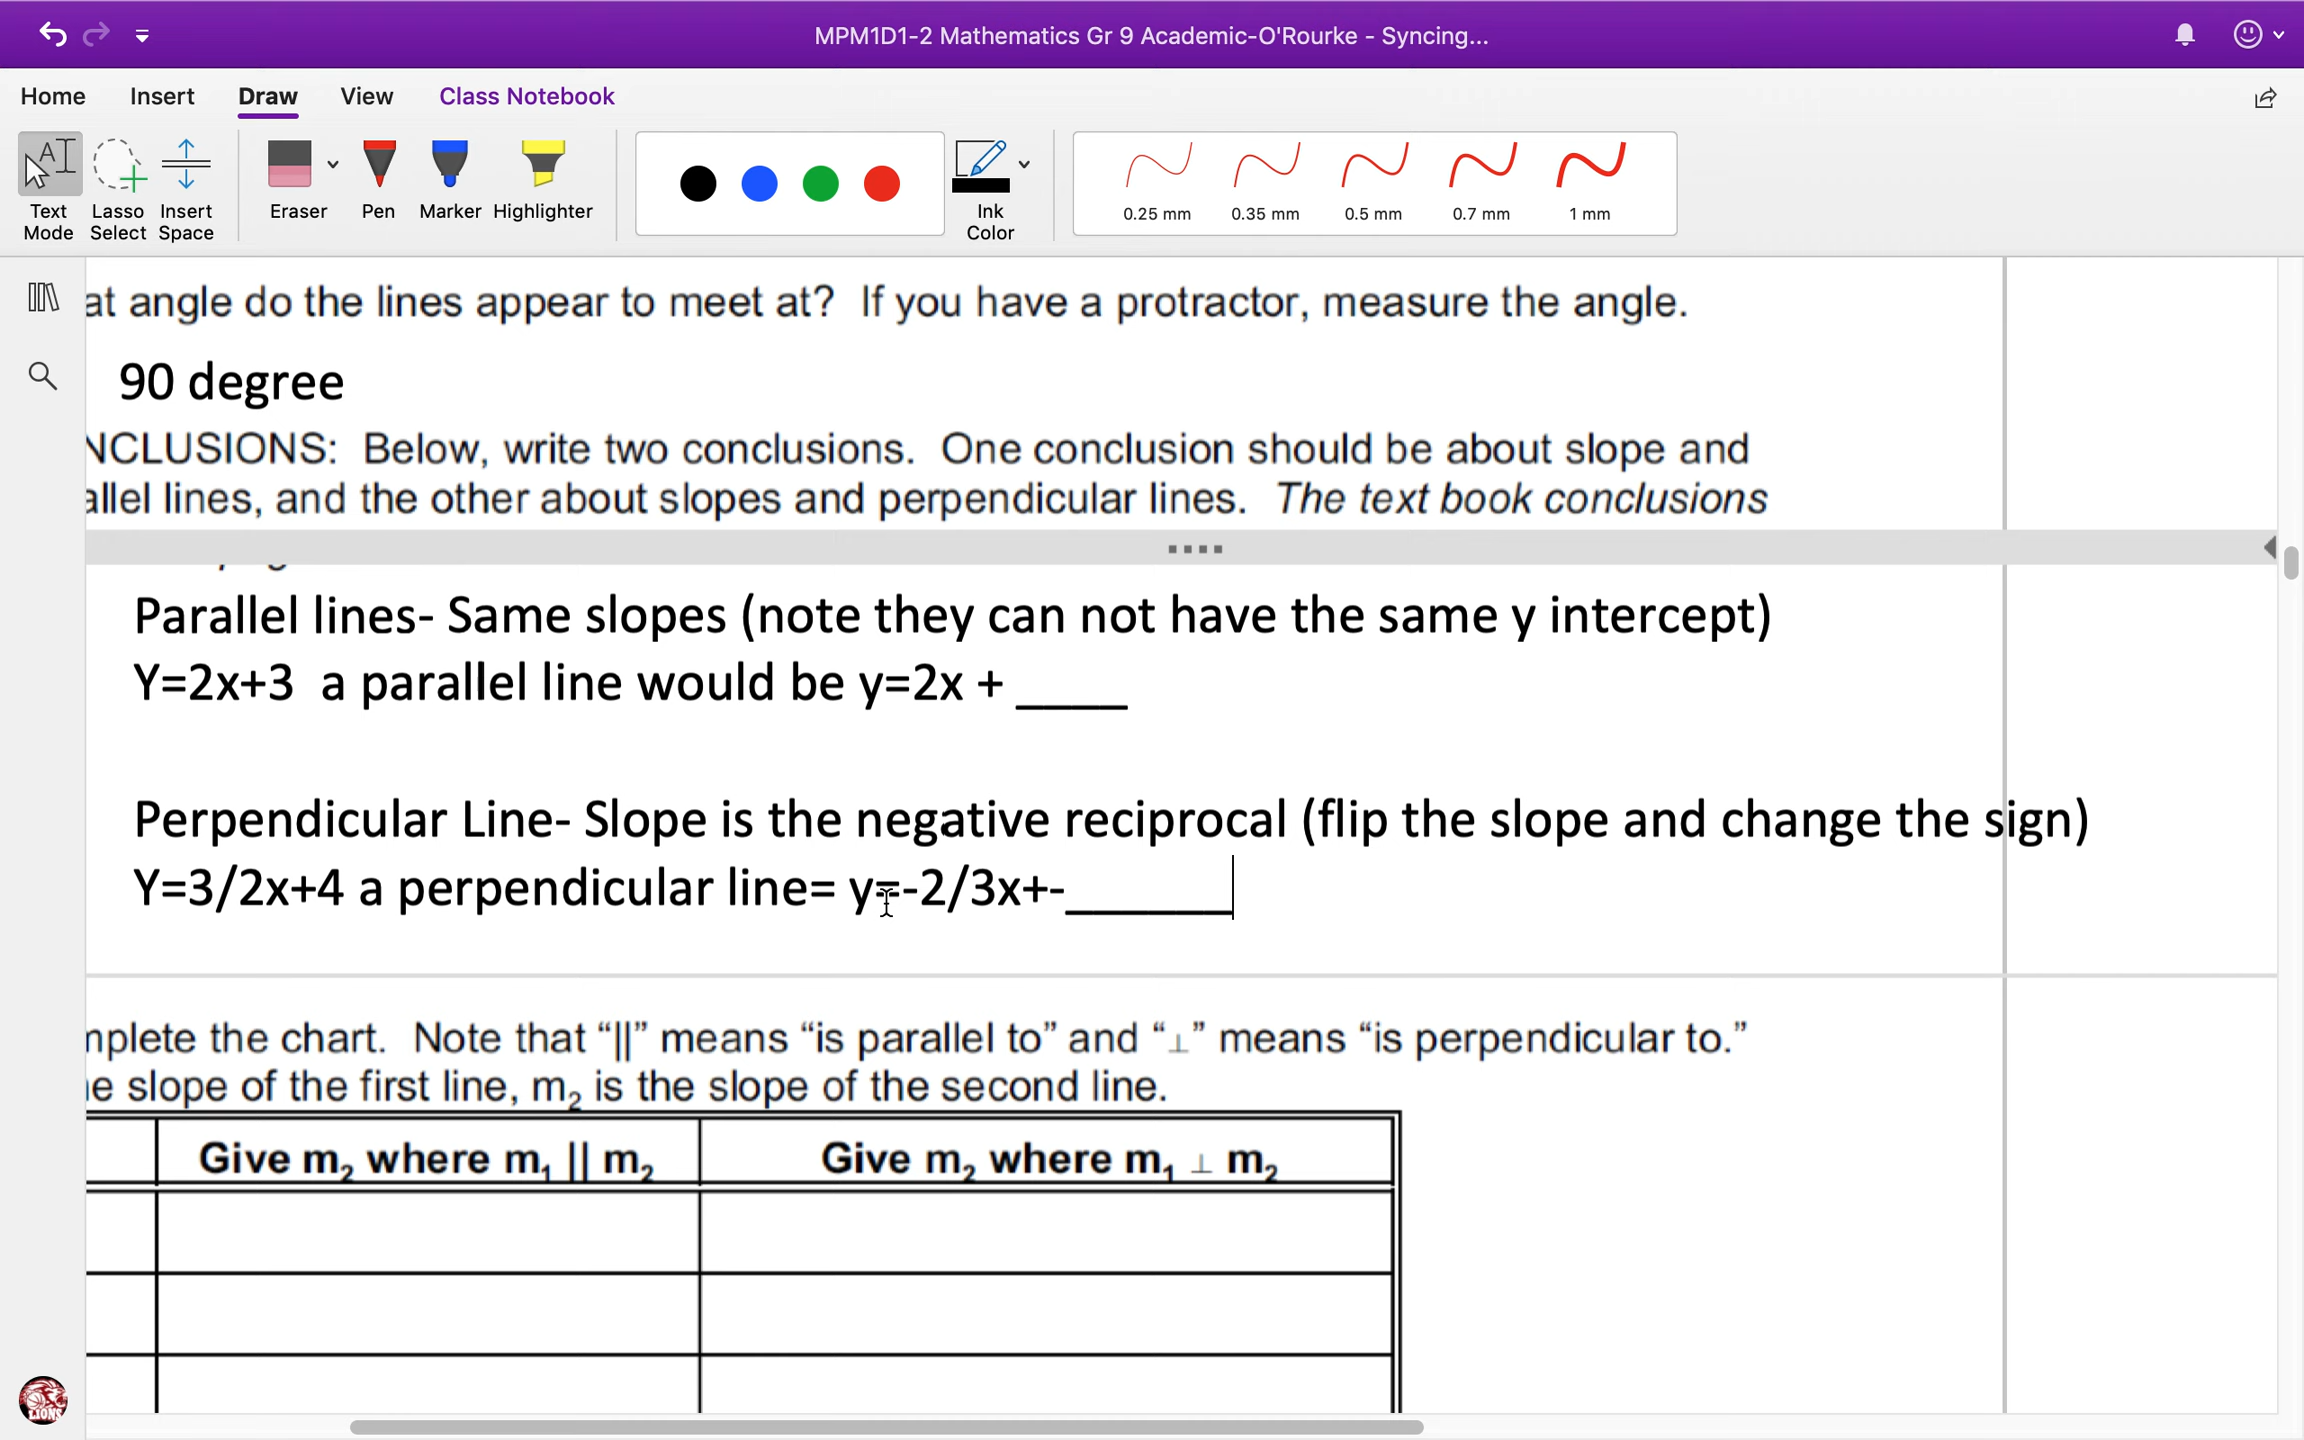 MPM1D1-2 Mathematics Gr 9 Academic-O'Rourke - Syncing...
Home Insert Draw View Class Notebook
Text Mode
Lasso Select
Insert Space
Eraser
Pen
Marker
Highlighter
Ink Color
0.25 mm
0.35 mm
0.5 mm
0.7 mm
1 mm
at angle do the lines appear to meet at? If you have a protractor, measure the angle.
90 degree
NCLUSIONS: Below, write two conclusions. One conclusion should be about slope and
allel lines, and the other about slopes and perpendicular lines. The text book conclusions
Parallel lines- Same slopes (note they can not have the same y intercept)
Y=2x+3 a parallel line would be y=2x + ____
Perpendicular Line- Slope is the negative reciprocal (flip the slope and change the sign)
Y=3/2x+4 a perpendicular line= y=-2/3x+-______
mplete the chart. Note that “||” means “is parallel to” and “⊥” means “is perpendicular to.”
e slope of the first line, m₂ is the slope of the second line.
Give m₂ where m₁ || m₂
Give m₂ where m₁ ⊥ m₂
LIONS